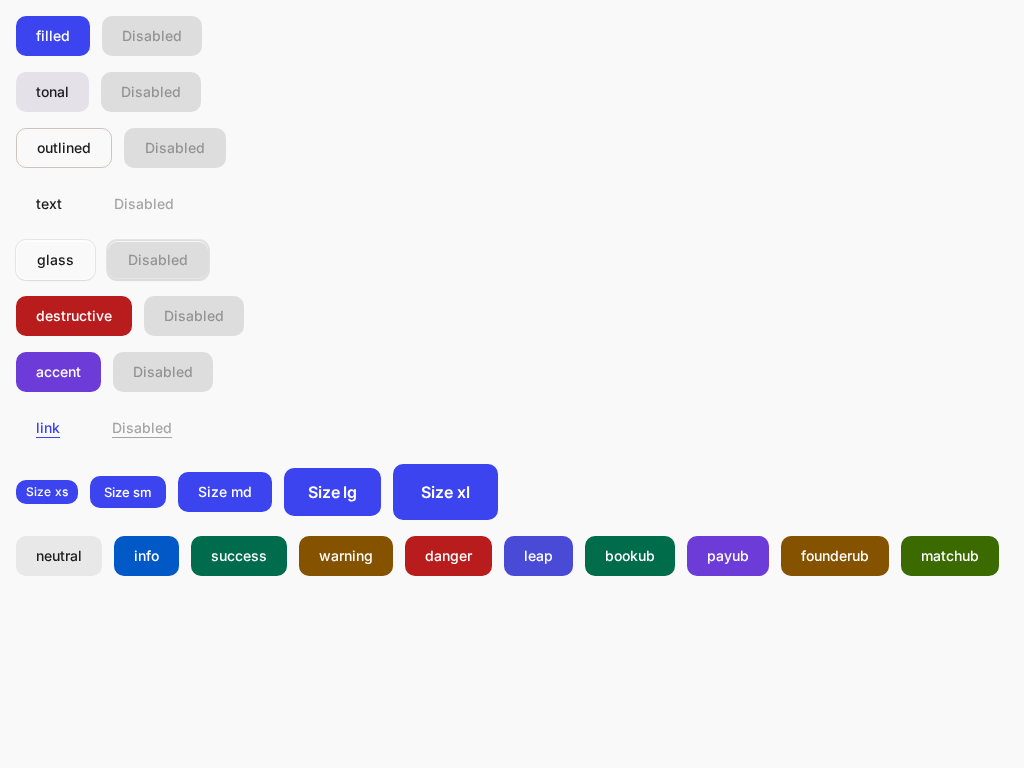 filled Disabled
tonal Disabled
outlined Disabled
text Disabled
glass Disabled
destructive Disabled
accent Disabled
link Disabled
Size xs Size sm Size md Size lg Size xl
neutral info success warning danger leap bookub payub founderub matchub